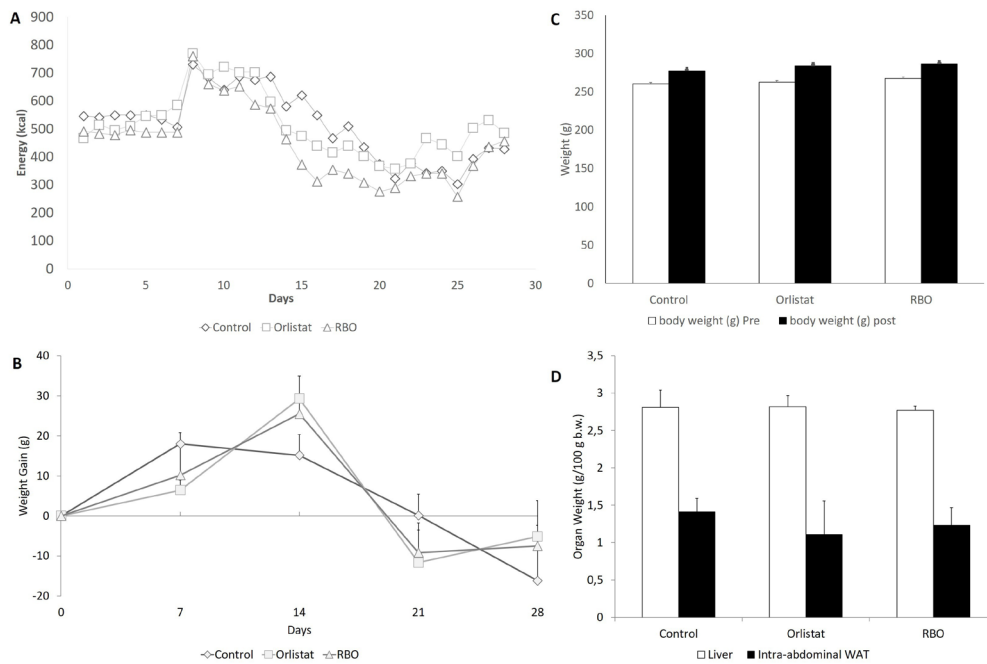 A
900
800
700
600
500
400
300
200
100
0
Energy (kcal)
0 5 10 15 20 25 30
Days
Control Orlistat RBO
B
40
30
20
10
0
-10
-20
Weight Gain (g)
0 7 14 21 28
Days
Control Orlistat RBO
C
350
300
250
200
150
100
50
0
Weight (g)
a a a
Control Orlistat RBO
body weight (g) Pre body weight (g) post
D
3,5
3
2,5
2
1,5
1
0,5
0
Organ Weight (g/100 g b.w.)
Control Orlistat RBO
Liver Intra-abdominal WAT